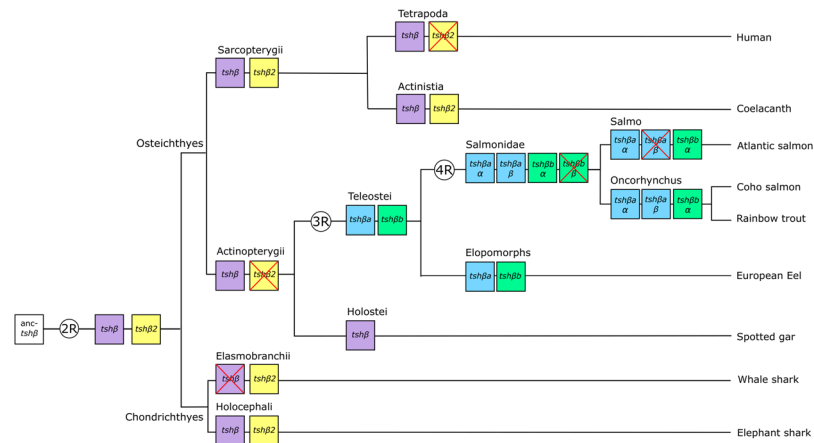 Tetrapoda
tshβ tshβ2
Human
Sarcopterygii
tshβ tshβ2
Actinistia
tshβ tshβ2
Coelacanth
Osteichthyes
Salmo
tshβa tshβa tshβb
α β α
Atlantic salmon
Salmonidae
4R
tshβa tshβa tshβb tshβb
α β α β
Oncorhynchus
tshβa tshβa tshβb
α β α
Coho salmon
Rainbow trout
Teleostei
3R
tshβa tshβb
Actinopterygii
tshβ tshβ2
Elopomorphs
tshβa tshβb
European Eel
anc-
tshβ
2R
tshβ tshβ2
Holostei
tshβ
Spotted gar
Elasmobranchii
tshβ tshβ2
Whale shark
Chondrichthyes
Holocephali
tshβ tshβ2
Elephant shark